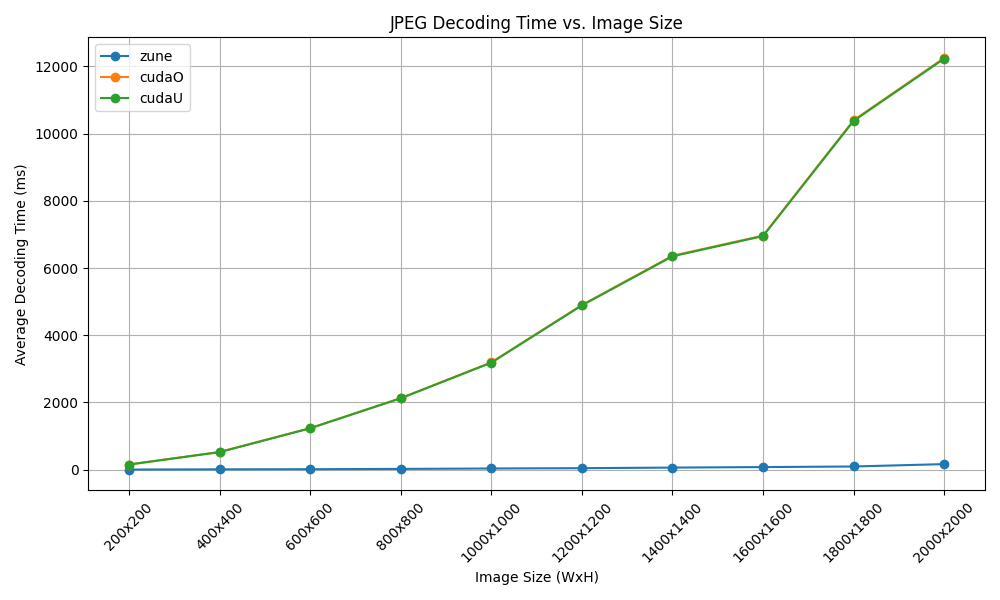 JPEG Decoding Time vs. Image Size
zune
cudaO
cudaU
Average Decoding Time (ms)
12000
10000
8000
6000
4000
2000
0
200x200
400x400
600x600
800x800
1000x1000
1200x1200
1400x1400
1600x1600
1800x1800
2000x2000
Image Size (WxH)